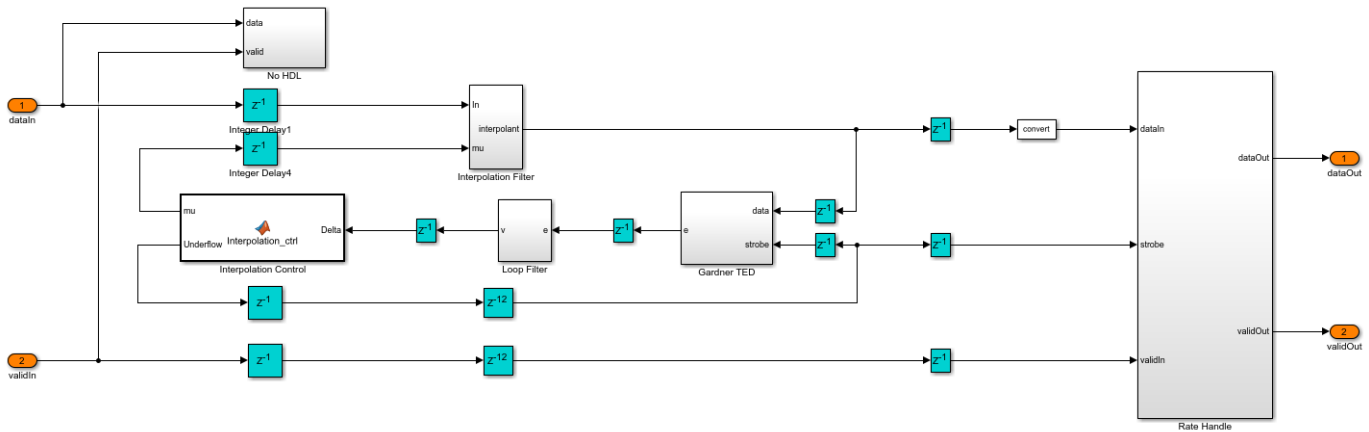 data
valid
No HDL
1
dataIn
z-1
Integer Delay1
z-1
Integer Delay4
In
interpolant
mu
Interpolation Filter
z-1
convert
dataIn
dataOut
1
dataOut
mu
Interpolation_ctrl
Underflow
Delta
Interpolation Control
z-1
v
e
Loop Filter
z-1
data
e
strobe
Gardner TED
z-1
z-1
z-1
strobe
z-1
z-12
validOut
2
validOut
2
validIn
z-1
z-12
z-1
validIn
Rate Handle